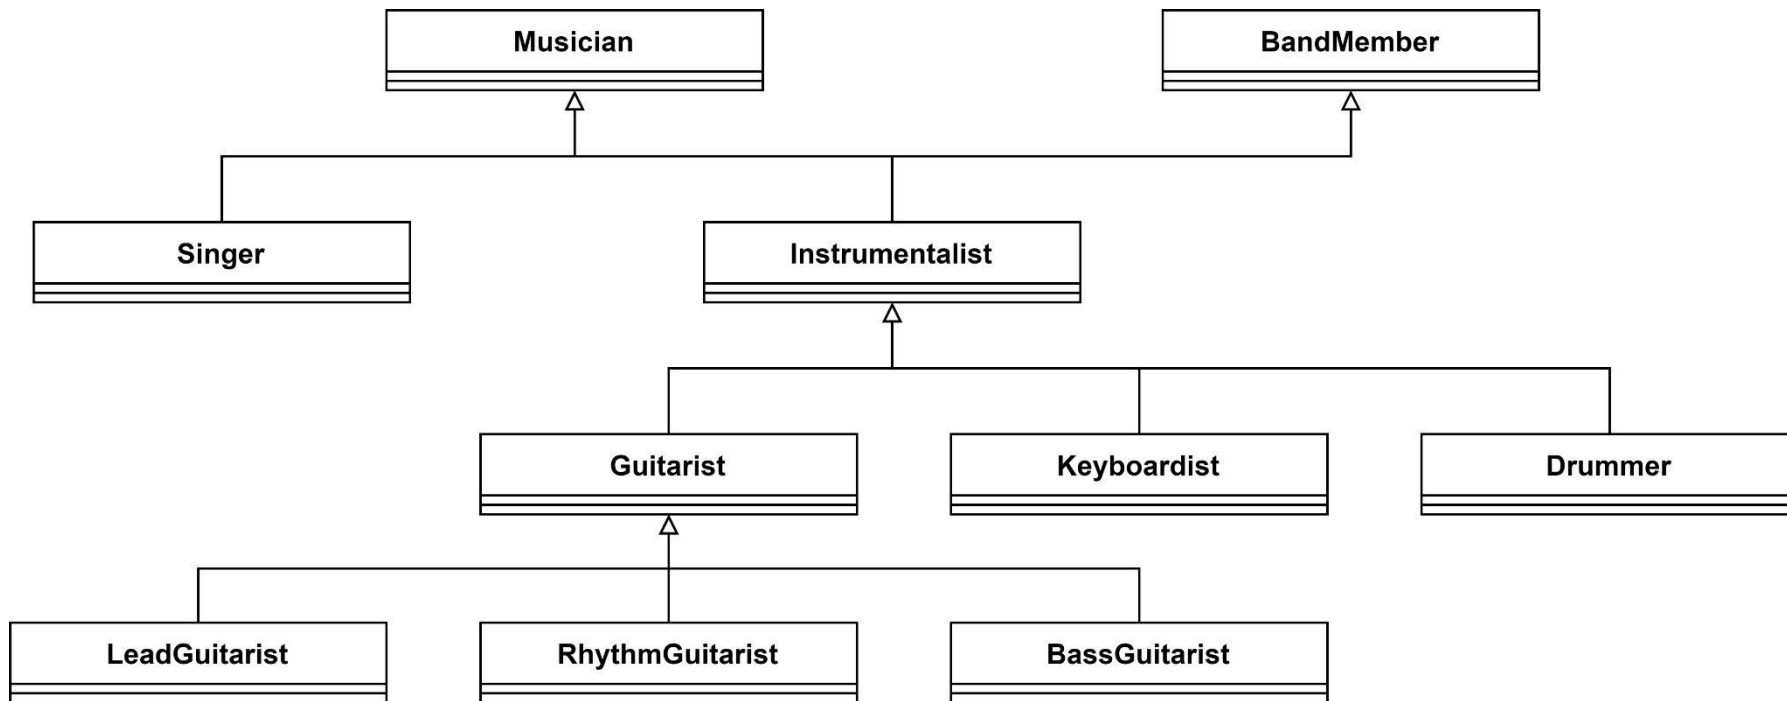 Musician
BandMember
Singer
Instrumentalist
Guitarist
Keyboardist
Drummer
LeadGuitarist
RhythmGuitarist
BassGuitarist